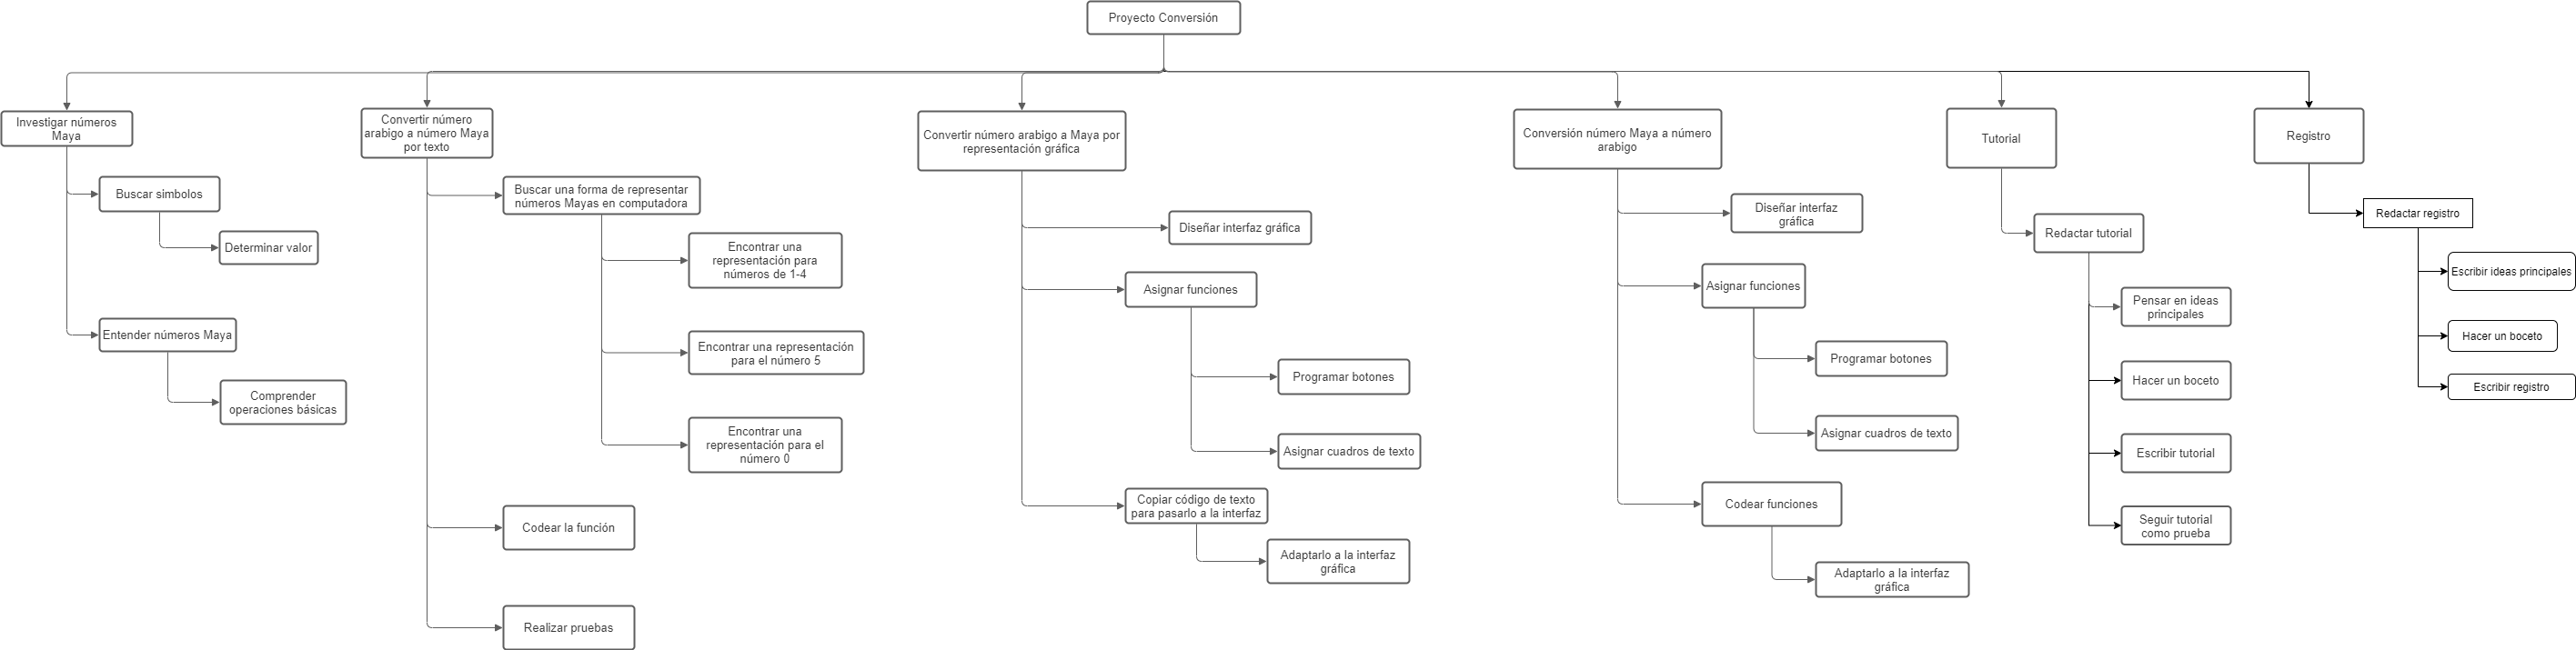 Proyecto Conversión
Investigar números
Maya
Buscar simbolos
Determinar valor
Entender números Maya
Comprender
operaciones básicas
Convertir número
arabigo a número Maya
por texto
Buscar una forma de representar
números Mayas en computadora
Encontrar una
representación para
números de 1-4
Encontrar una representación
para el número 5
Encontrar una
representación para el
número 0
Codear la función
Realizar pruebas
Convertir número arabigo a Maya por
representación gráfica
Diseñar interfaz gráfica
Asignar funciones
Programar botones
Asignar cuadros de texto
Copiar código de texto
para pasarlo a la interfaz
Adaptarlo a la interfaz
gráfica
Conversión número Maya a número
arabigo
Diseñar interfaz
gráfica
Asignar funciones
Programar botones
Asignar cuadros de texto
Codear funciones
Adaptarlo a la interfaz
gráfica
Tutorial
Redactar tutorial
Pensar en ideas
principales
Hacer un boceto
Escribir tutorial
Seguir tutorial
como prueba
Registro
Redactar registro
Escribir ideas principales
Hacer un boceto
Escribir registro